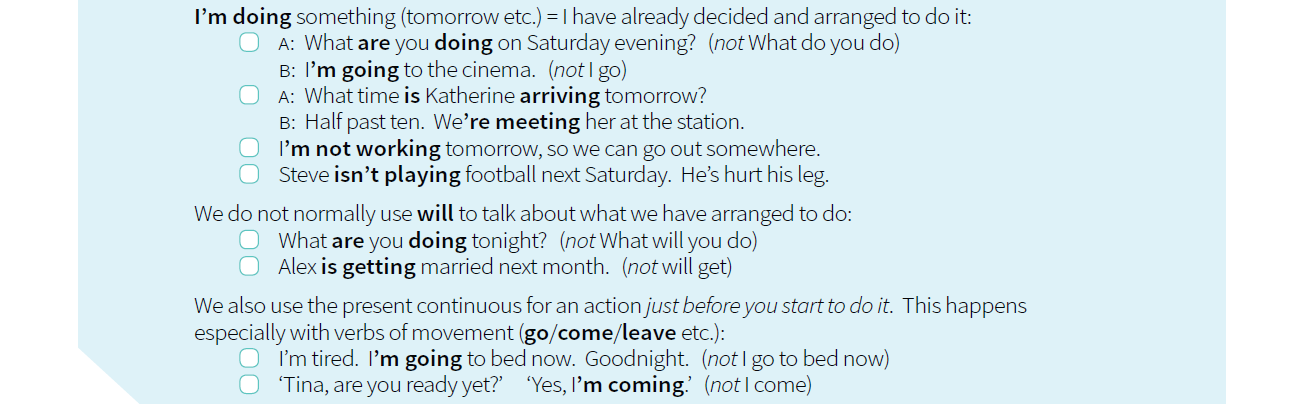 I’m doing something (tomorrow etc.) = I have already decided and arranged to do it:
A: What are you doing on Saturday evening? (not What do you do)
B: I’m going to the cinema. (not I go)
A: What time is Katherine arriving tomorrow?
B: Half past ten. We’re meeting her at the station.
I’m not working tomorrow, so we can go out somewhere.
Steve isn’t playing football next Saturday. He’s hurt his leg.
We do not normally use will to talk about what we have arranged to do:
What are you doing tonight? (not What will you do)
Alex is getting married next month. (not will get)
We also use the present continuous for an action just before you start to do it. This happens
especially with verbs of movement (go/come/leave etc.):
I’m tired. I’m going to bed now. Goodnight. (not I go to bed now)
‘Tina, are you ready yet?’ ‘Yes, I’m coming.’ (not I come)